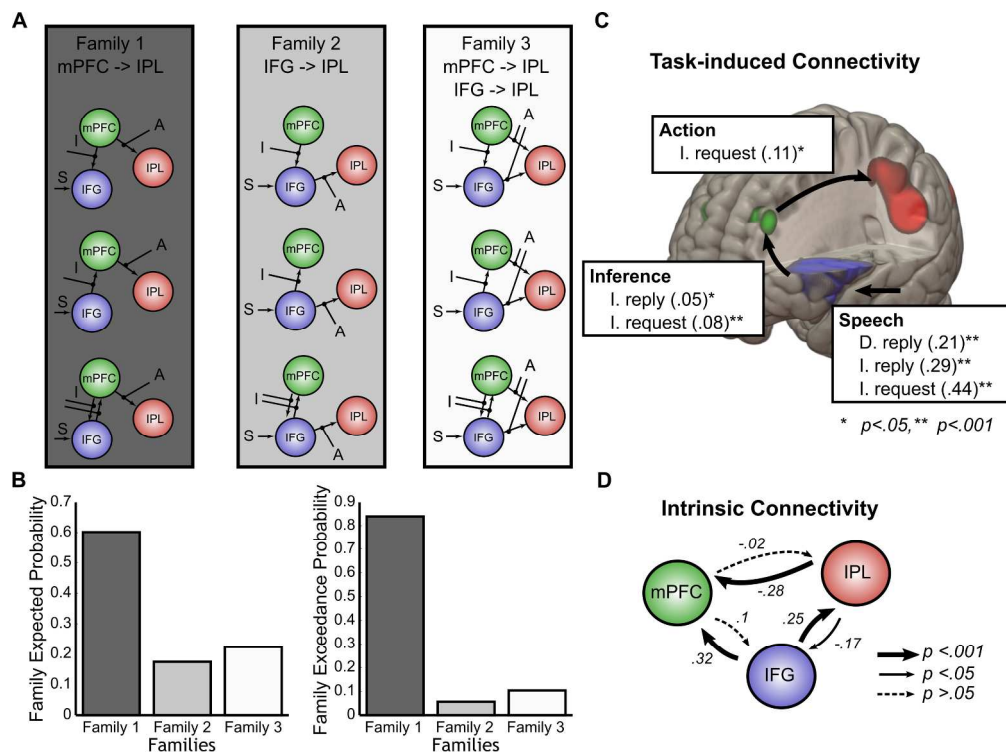 A
Family 1
mPFC -> IPL
mPFC
A
I
S
IFG
IPL
mPFC
A
I
S
IFG
IPL
mPFC
A
I
S
IFG
IPL
Family 2
IFG -> IPL
mPFC
I
S
IFG
IPL
A
mPFC
I
S
IFG
IPL
A
mPFC
I
S
IFG
IPL
A
Family 3
mPFC -> IPL
IFG -> IPL
mPFC
A
I
S
IFG
IPL
mPFC
A
I
S
IFG
IPL
mPFC
A
I
S
IFG
IPL
B
Family Expected Probability
0.7
0.6
0.5
0.4
0.3
0.2
0.1
0
Family 1 Family 2 Family 3
Family Exceedance Probability
0.9
0.8
0.7
0.6
0.5
0.4
0.3
0.2
0.1
0
Family 1 Family 2 Family 3
Families
C
Task-induced Connectivity
Action
I. request (.11)*
Inference
I. reply (.05)*
I. request (.08)**
Speech
D. reply (.21)**
I. reply (.29)**
I. request (.44)**
* p<.05,** p<.001
D
Intrinsic Connectivity
mPFC
IPL
IFG
-.02
-.28
.1
.25
.32
-.17
p <.001
p <.05
p >.05